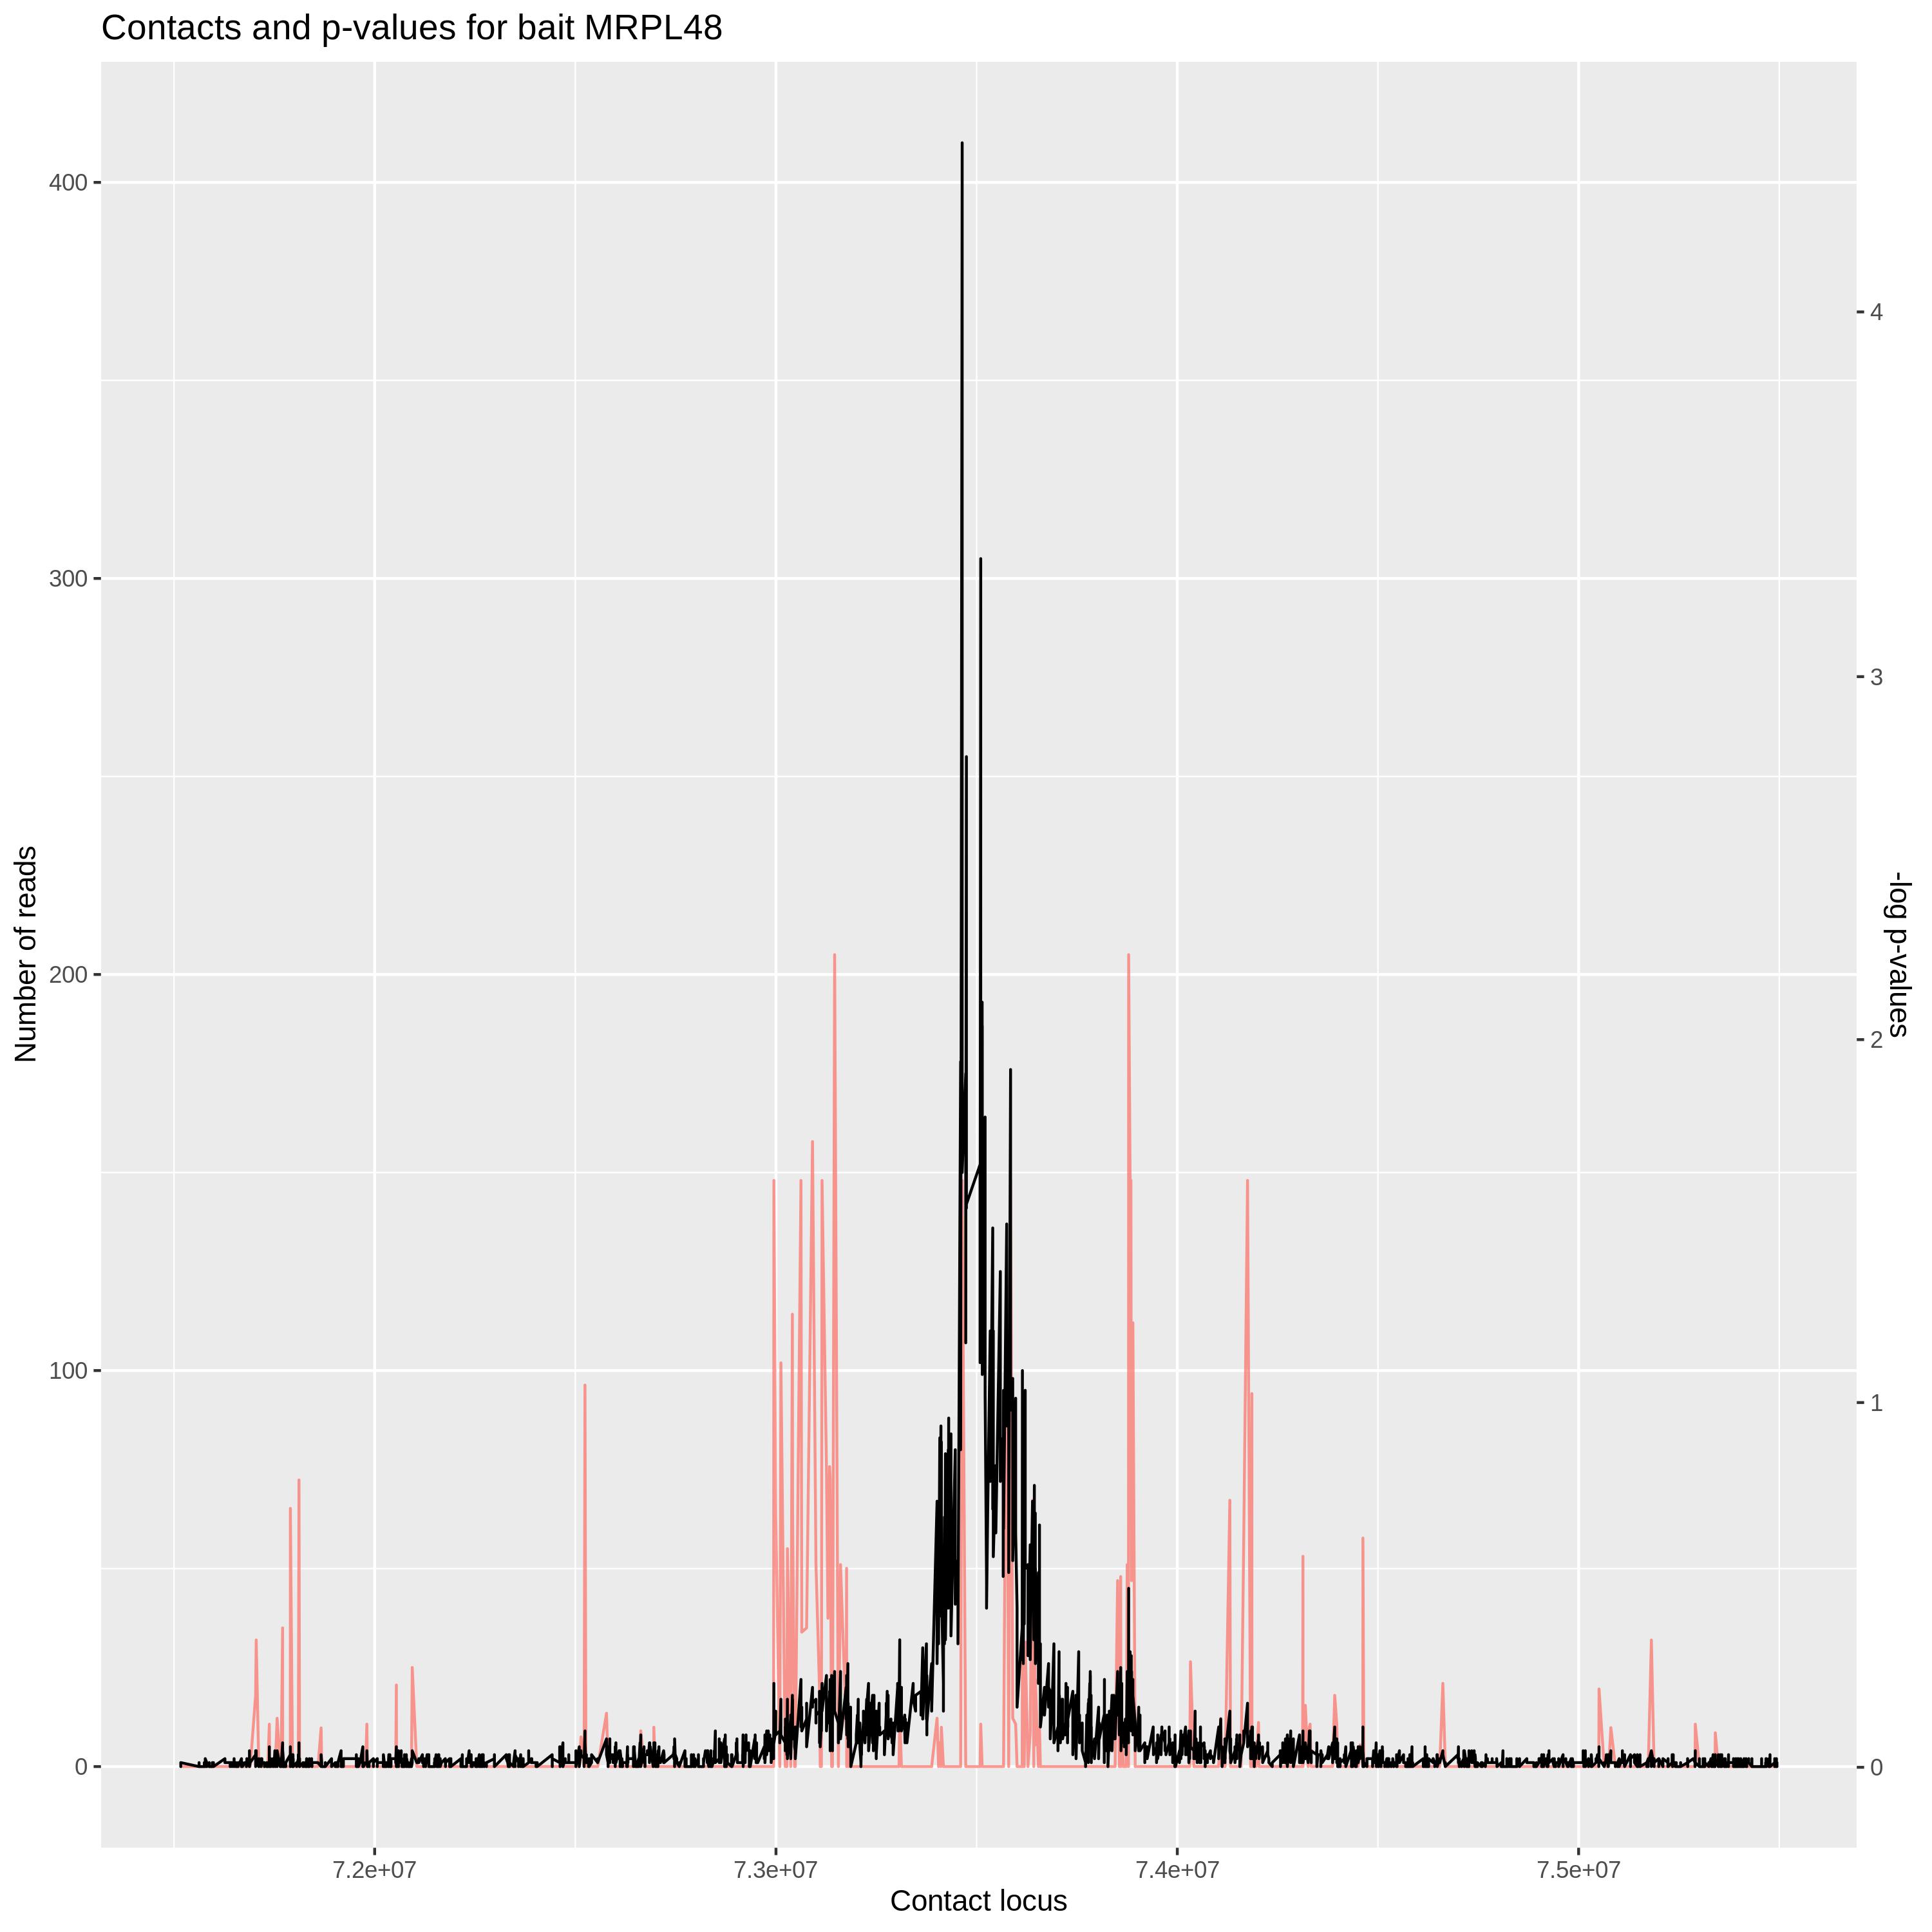 Contacts and p-values for bait MRPL48
Number of reads
400
300
200
100
0
-log p-values
4
3
2
1
0
7.2e+07
7.3e+07
7.4e+07
7.5e+07
Contact locus